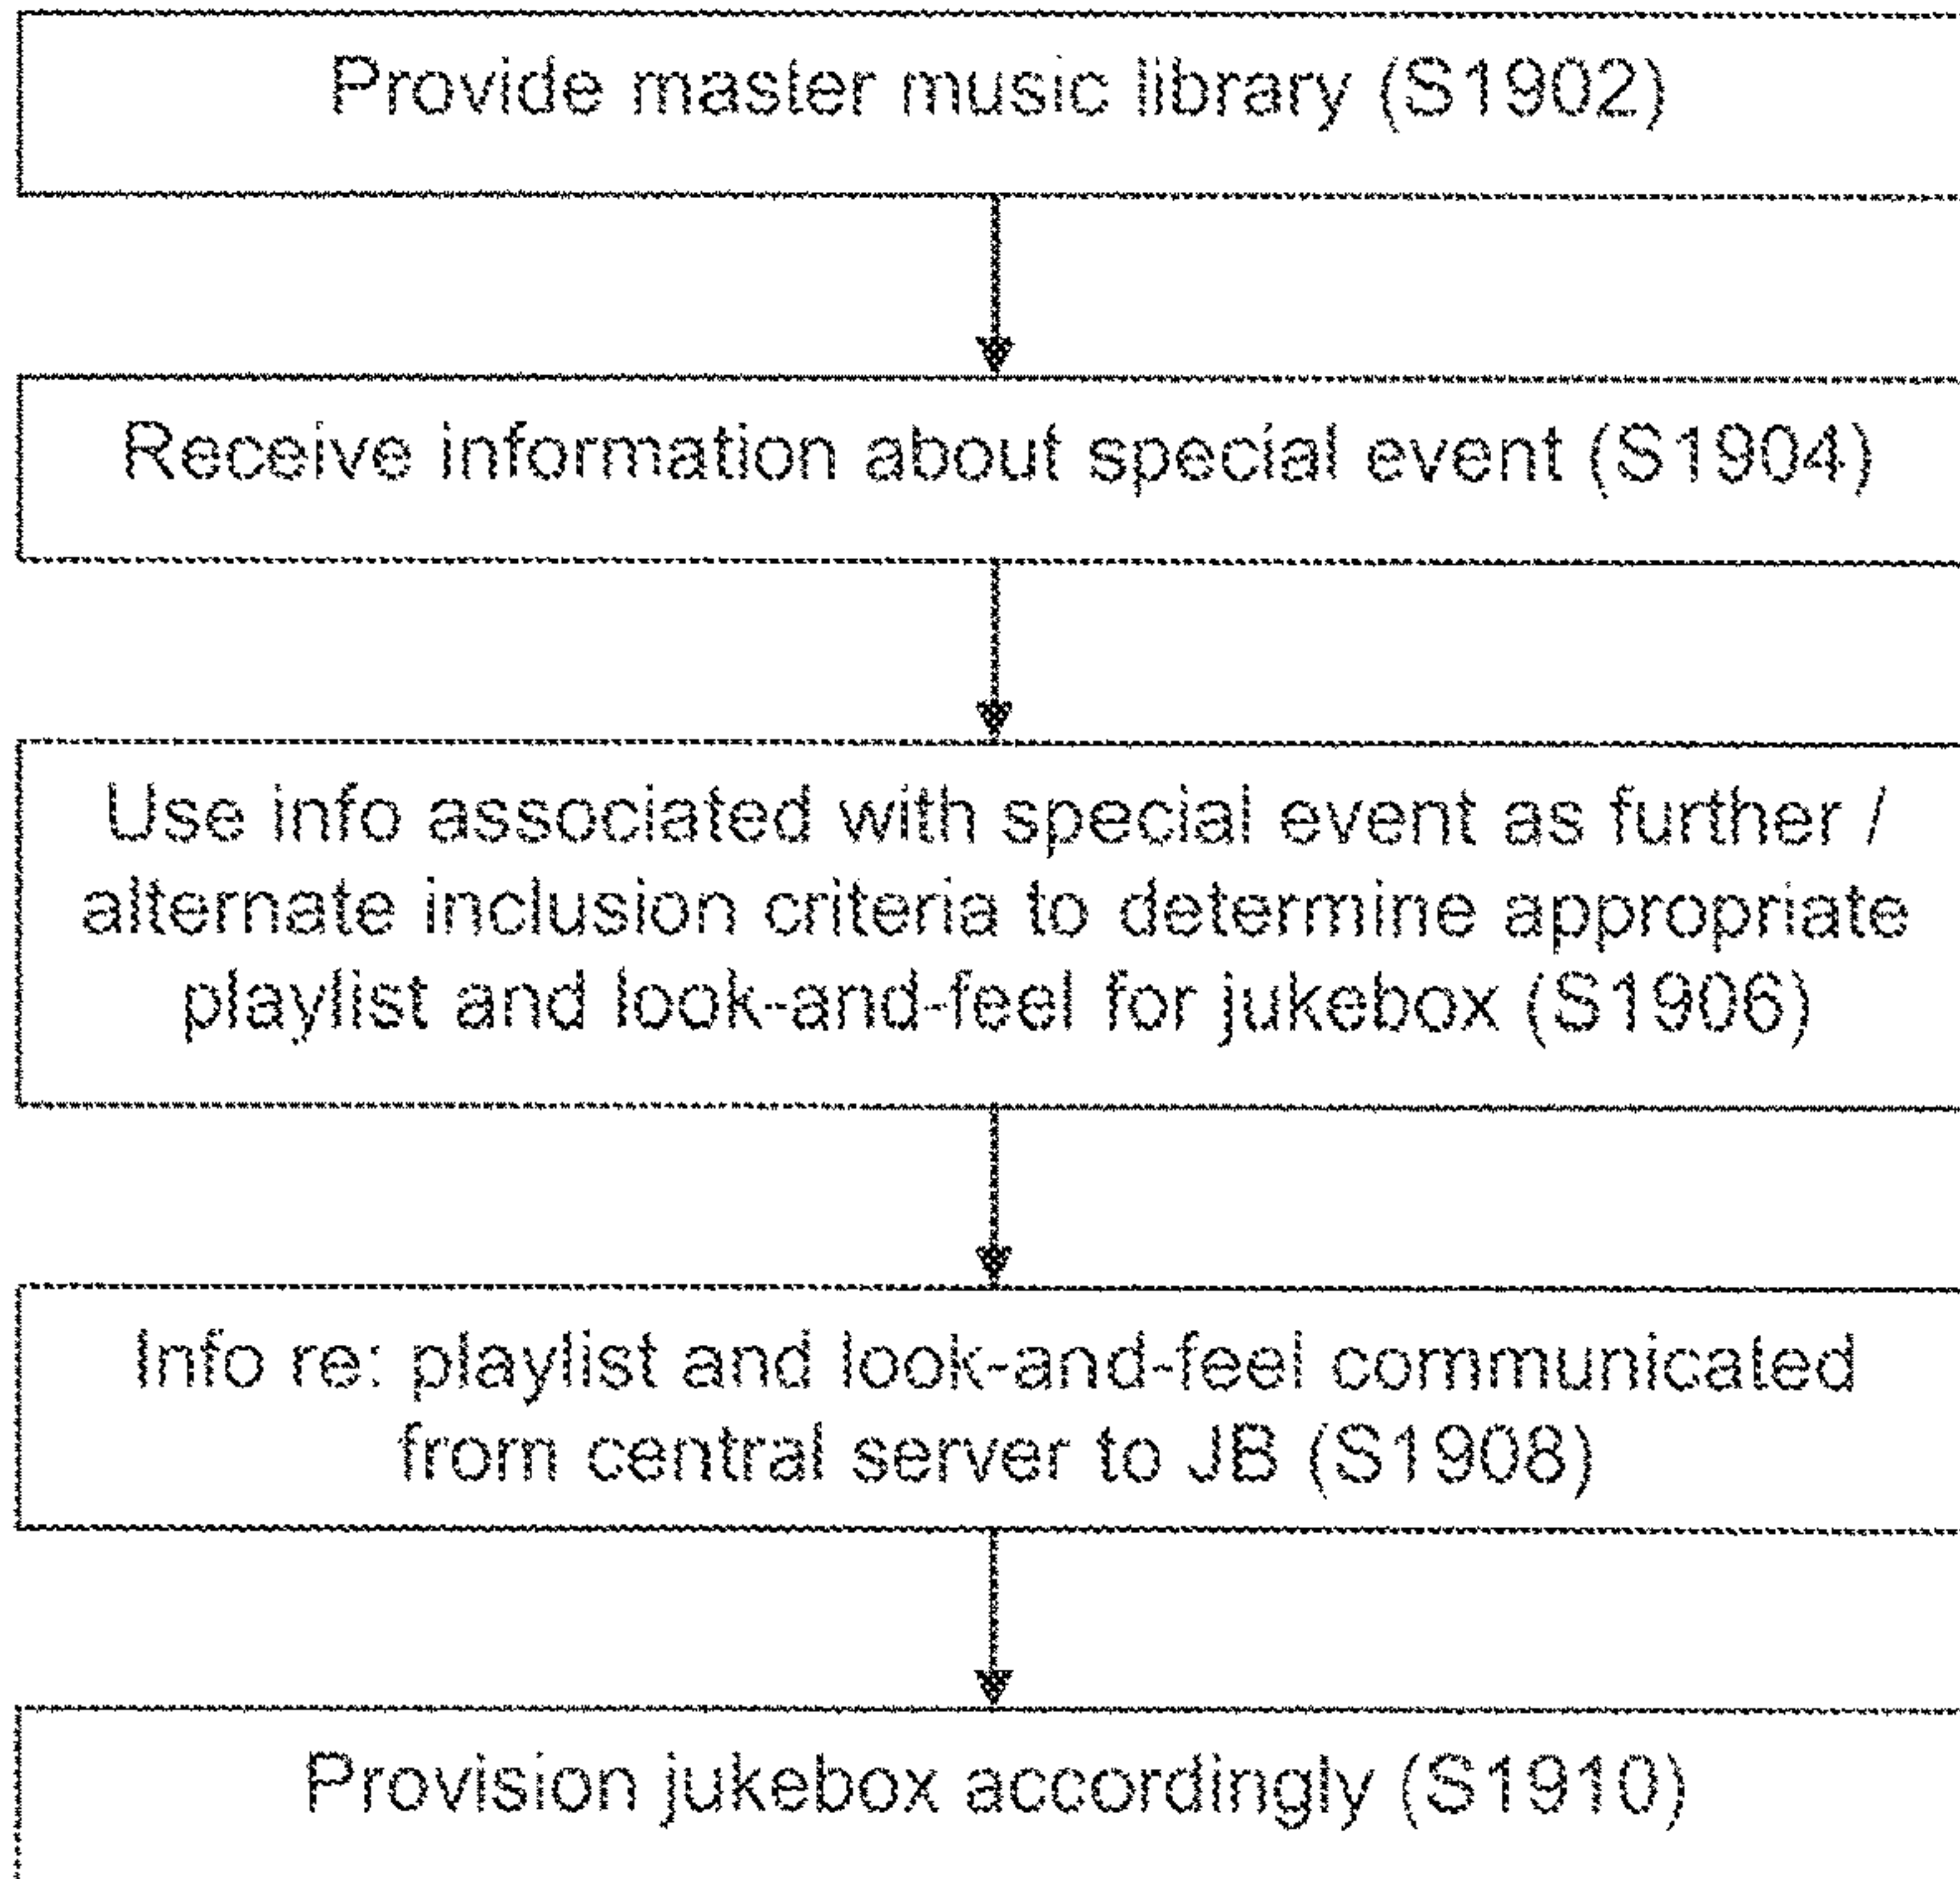 Provide master music library (S1902)
Receive information about special event (S1904)
Use info associated with special event as further /
alternate inclusion criteria to determine appropriate
playlist and look-and-feel for jukebox (S1906)
Info re: playlist and look-and-feel communicated
from central server to JB (S1908)
Provision jukebox accordingly (S1910)